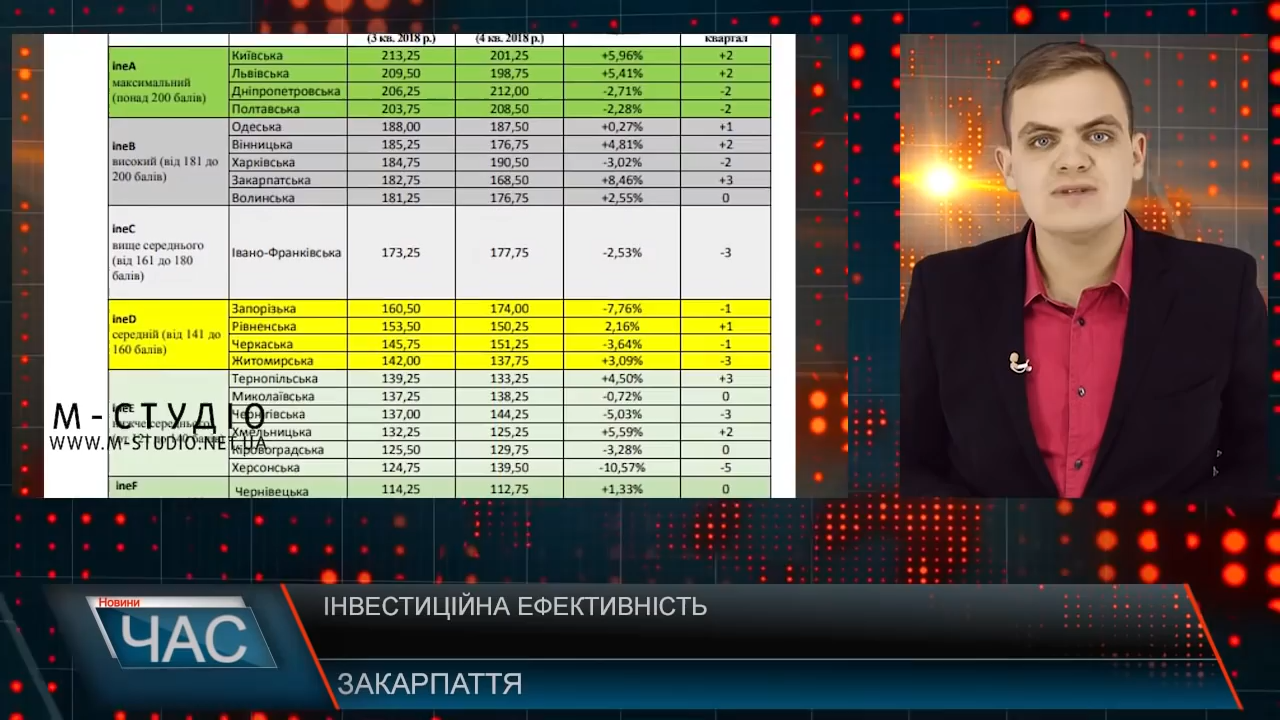 (3 кв. 2018 р.) (4 кв. 2018 р.) квартал
ineA
максимальний
(понад 200 балів)
Київська 213,25 201,25 +5,96% +2
Львівська 209,50 198,75 +5,41% +2
Дніпропетровська 206,25 212,00 -2,71% -2
Полтавська 203,75 208,50 -2,28% -2
ineB
високий (від 181 до
200 балів)
Одеська 188,00 187,50 +0,27% +1
Вінницька 185,25 176,75 +4,81% +2
Харківська 184,75 190,50 -3,02% -2
Закарпатська 182,75 168,50 +8,46% +3
Волинська 181,25 176,75 +2,55% 0
ineC
вище середнього
(від 161 до 180
балів)
Івано-Франківська 173,25 177,75 -2,53% -3
ineD
середній (від 141 до
160 балів)
Запорізька 160,50 174,00 -7,76% -1
Рівненська 153,50 150,25 2,16% +1
Черкаська 145,75 151,25 -3,64% -1
Житомирська 142,00 137,75 +3,09% -3
ineE
Тернопільська 139,25 133,25 +4,50% +3
Миколаївська 137,25 138,25 -0,72% 0
Чернігівська 137,00 144,25 -5,03% -3
Хмельницька 132,25 125,25 +5,59% +2
Кіровоградська 125,50 129,75 -3,28% 0
Херсонська 124,75 139,50 -10,57% -5
ineF
Чернівецька 114,25 112,75 +1,33% 0
М-СТУДІО
WWW.M-STUDIO.NET.UA
Новини
ЧАС
ІНВЕСТИЦІЙНА ЕФЕКТИВНІСТЬ
ЗАКАРПАТТЯ